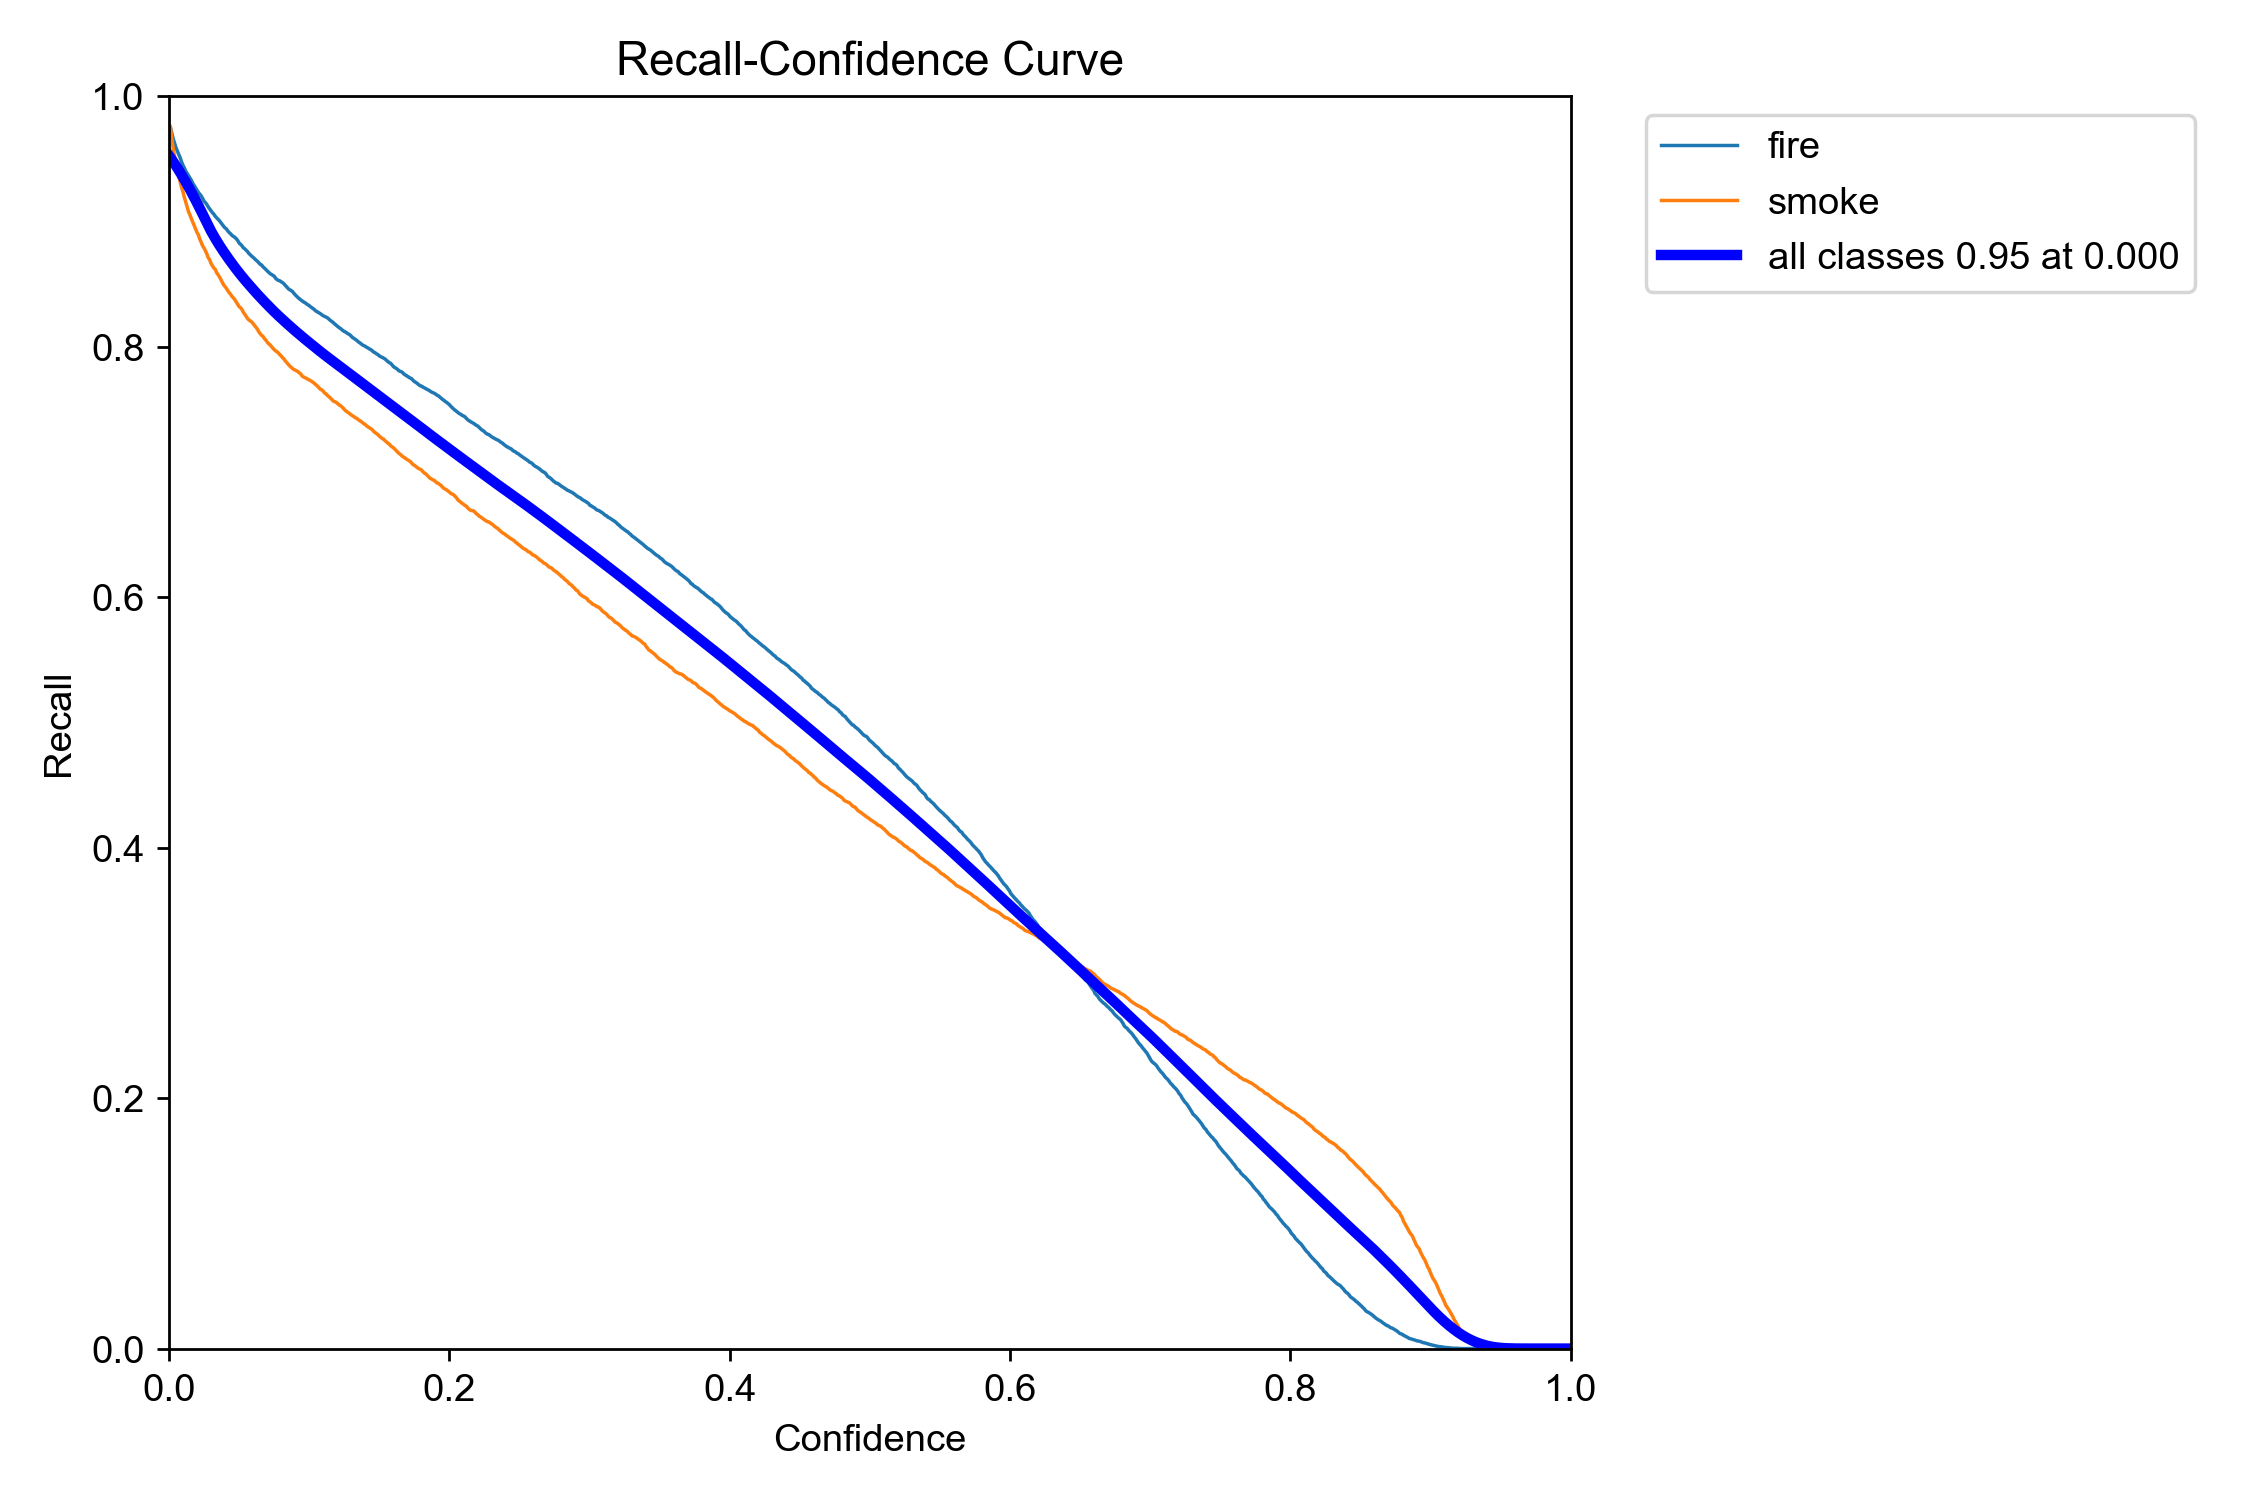 Recall-Confidence Curve
1.0
0.8
0.6
0.4
0.2
0.0
Recall
0.0 0.2 0.4 0.6 0.8 1.0
Confidence
fire
smoke
all classes 0.95 at 0.000